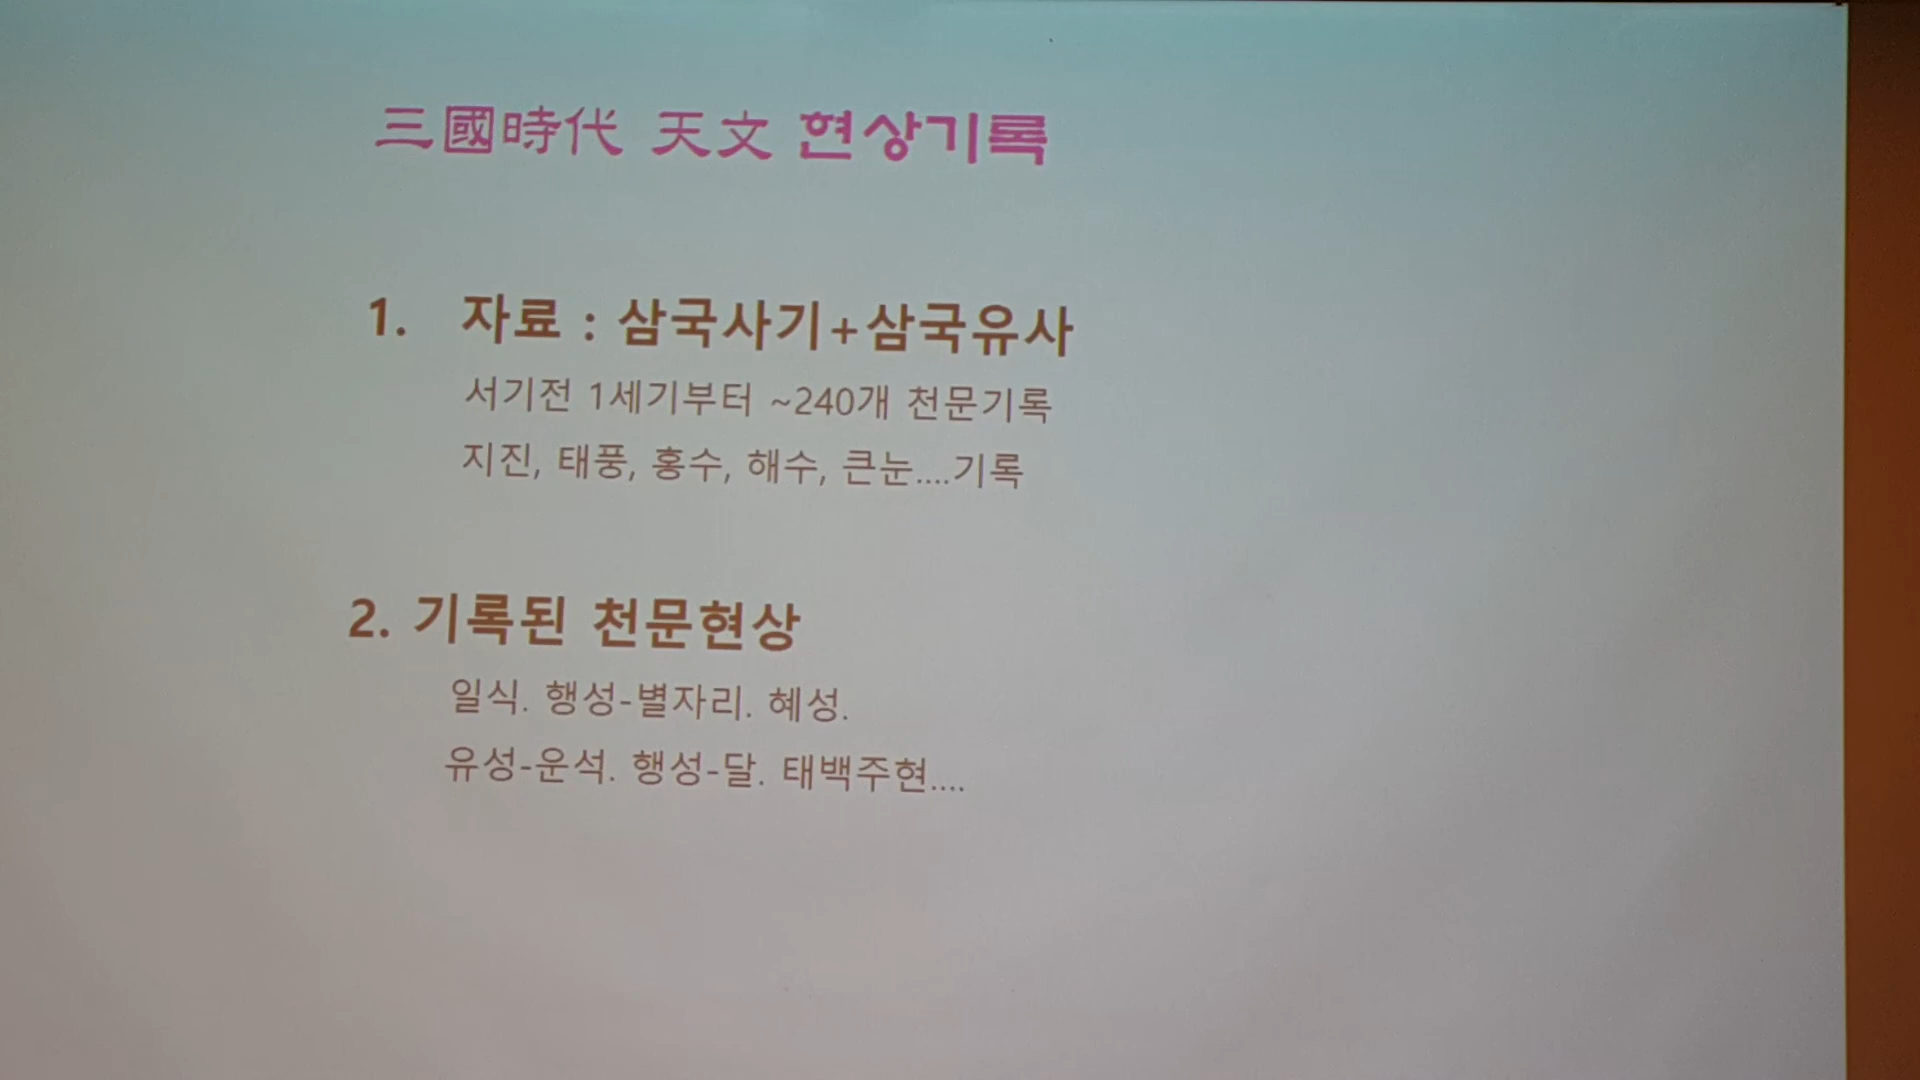 三國時代 天文 현상기록
1. 자료 : 삼국사기+삼국유사
서기전 1세기부터 ~240개 천문기록
지진, 태풍, 홍수, 해수, 큰눈....기록
2. 기록된 천문현상
일식. 행성-별자리. 혜성.
유성-운석. 행성-달. 태백주현....